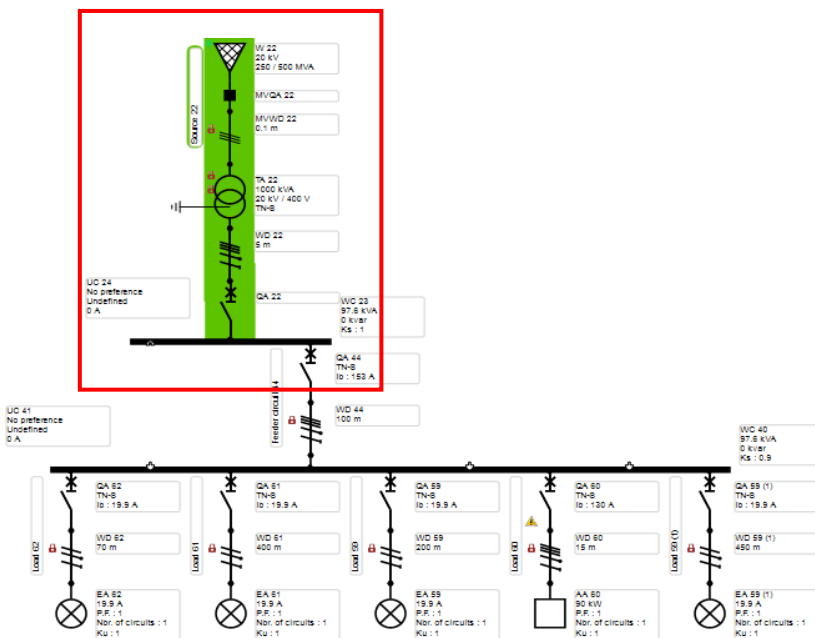 Source 22
W 22
20 kV
250 / 500 MVA
MVQA 22
MVWD 22
0.1 m
TA 22
1000 kVA
20 kV / 400 V
TN-S
WD 22
5 m
UC 24
No preference
Undefined
0 A
QA 22
WC 23
97.6 kVA
0 kvar
Ks : 1
Feeder circuit 44
QA 44
TN-S
Ib : 153 A
WD 44
100 m
UC 41
No preference
Undefined
0 A
WC 40
97.6 kVA
0 kvar
Ks : 0.9
Load 62
QA 62
TN-S
Ib : 19.9 A
WD 62
70 m
EA 62
19.9 A
P.F. : 1
Nbr. of circuits : 1
Ku : 1
Load 61
QA 61
TN-S
Ib : 19.9 A
WD 61
400 m
EA 61
19.9 A
P.F. : 1
Nbr. of circuits : 1
Ku : 1
Load 59
QA 59
TN-S
Ib : 19.9 A
WD 59
200 m
EA 59
19.9 A
P.F. : 1
Nbr. of circuits : 1
Ku : 1
Load 60
QA 60
TN-S
Ib : 130 A
WD 60
15 m
AA 60
90 kW
P.F. : 1
Nbr. of circuits : 1
Ku : 1
Load 59 (1)
QA 59 (1)
TN-S
Ib : 19.9 A
WD 59 (1)
450 m
EA 59 (1)
19.9 A
P.F. : 1
Nbr. of circuits : 1
Ku : 1